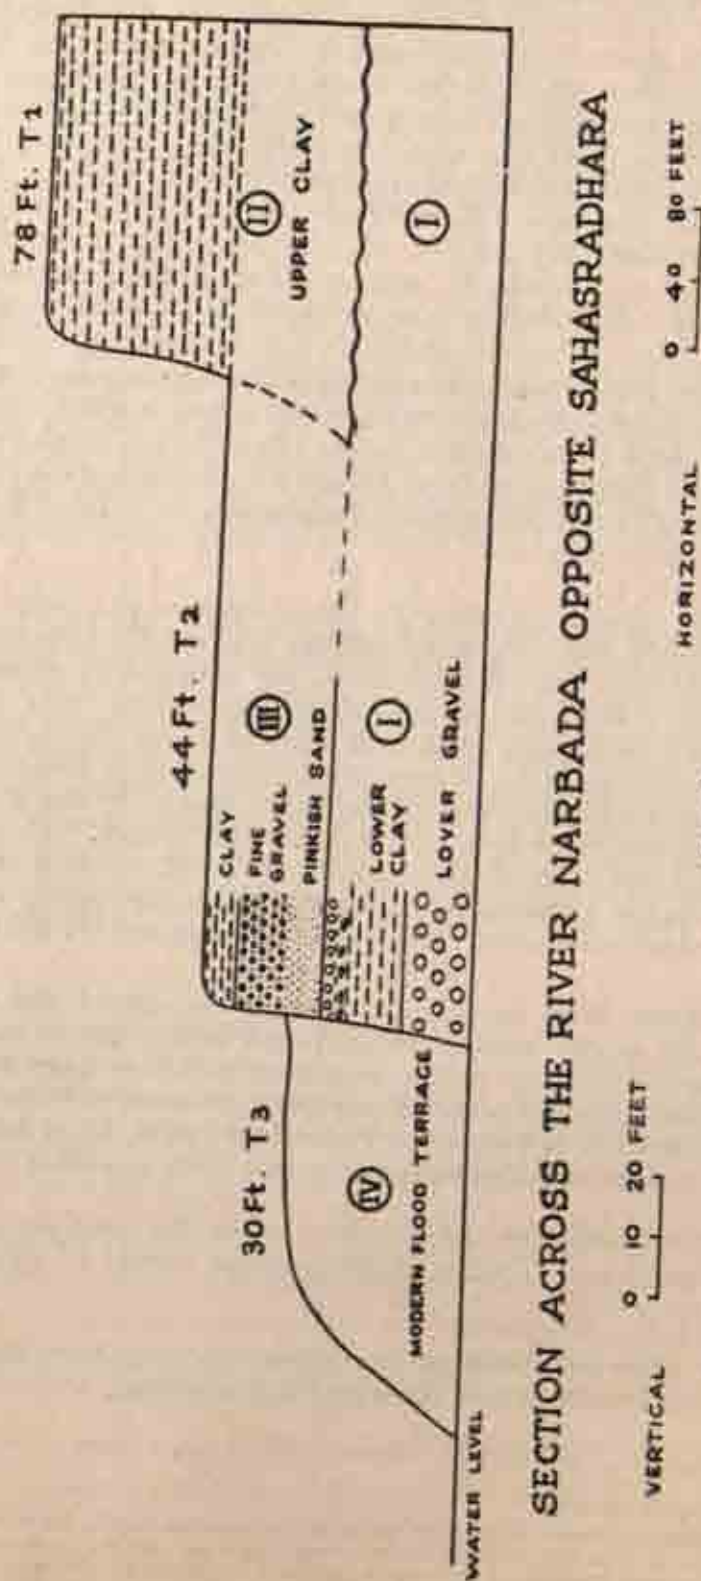 78 Ft. T1
44 Ft. T2
30 Ft. T3
II
UPPER CLAY
I
CLAY
FINE
GRAVEL
III
PINKISH SAND
LOWER
CLAY
I
LOVER GRAVEL
IV
MODERN FLOOD TERRACE
WATER LEVEL
SECTION ACROSS THE RIVER NARBADA OPPOSITE SAHASRADHARA
VERTICAL
0 10 20 FEET
HORIZONTAL
0 40 80 FEET